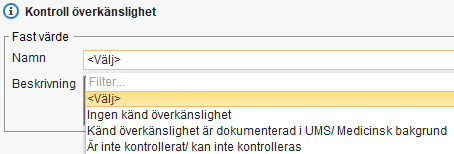 Kontroll överkänslighet
Fast värde
Namn
<Välj>
Beskrivning
Filter...
<Välj>
Ingen känd överkänslighet
Känd överkänslighet är dokumenterad i UMS/ Medicinsk bakgrund
Är inte kontrollerat/ kan inte kontrolleras